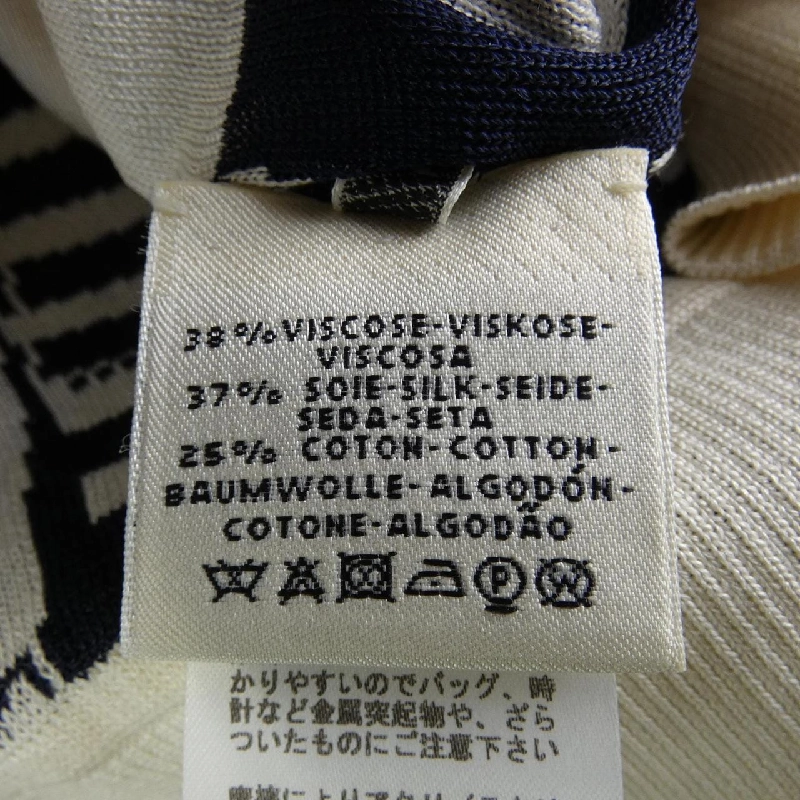 38% VISCOSE-VISKOSE-
VISCOSA
37% SOIE-SILK-SEIDE-
SEDA-SETA
25% COTON-COTTON-
BAUMWOLLE-ALGODÓN-
COTONE-ALGODÃO
P W
かりやすいのでバッグ、時
計など金属突起物や、ざら
ついたものにご注意下さい